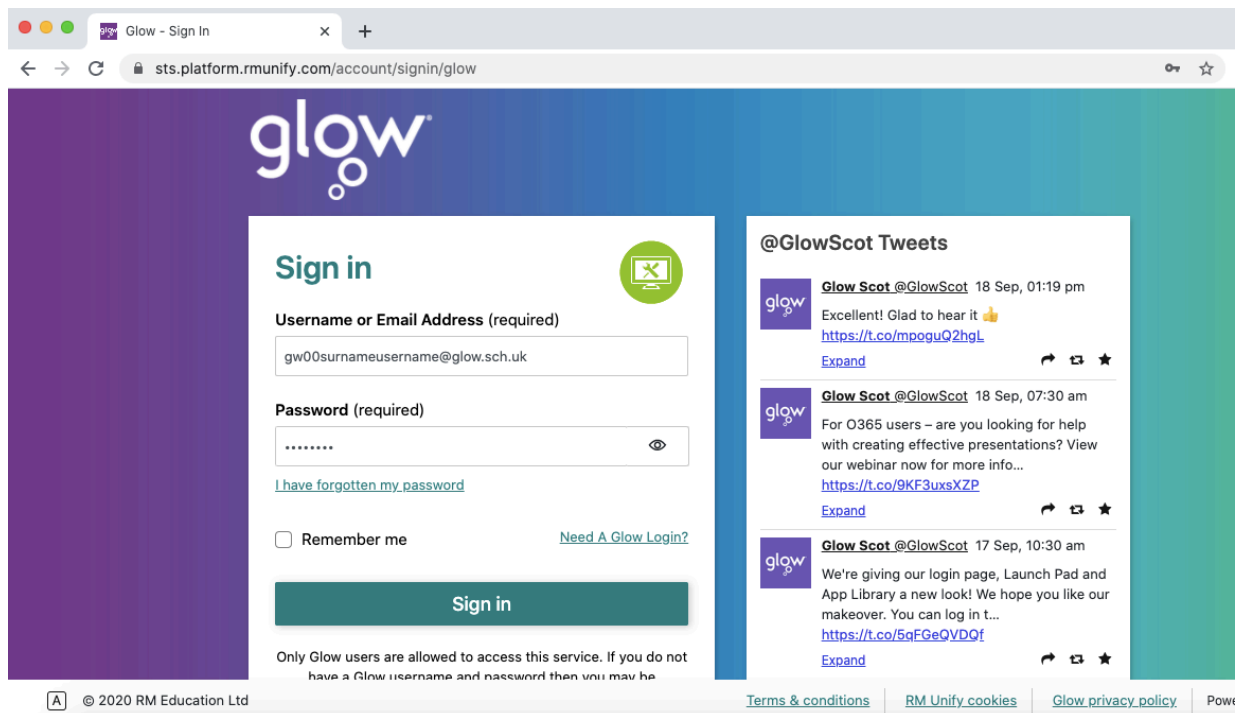 Glow - Sign In
sts.platform.rmunify.com/account/signin/glow
glow
Sign in
Username or Email Address (required)
gw00surnameusername@glow.sch.uk
Password (required)
........
I have forgotten my password
Remember me
Need A Glow Login?
Sign in
Only Glow users are allowed to access this service. If you do not
have a Glow username and password then you may be
@GlowScot Tweets
glow
Glow Scot @GlowScot 18 Sep, 01:19 pm
Excellent! Glad to hear it 👍
https://t.co/mpoguQ2hgL
Expand
glow
Glow Scot @GlowScot 18 Sep, 07:30 am
For O365 users – are you looking for help
with creating effective presentations? View
our webinar now for more info...
https://t.co/9KF3uxsXZP
Expand
glow
Glow Scot @GlowScot 17 Sep, 10:30 am
We're giving our login page, Launch Pad and
App Library a new look! We hope you like our
makeover. You can log in t...
https://t.co/5qFGeQVDQf
Expand
A © 2020 RM Education Ltd
Terms & conditions
RM Unify cookies
Glow privacy policy
Powe